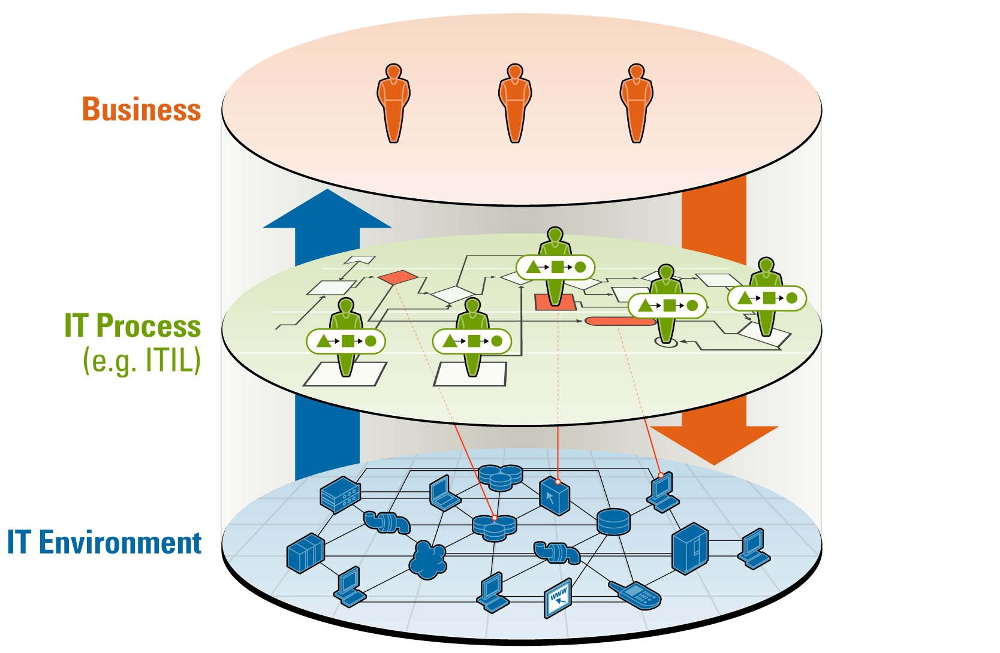 Business
IT Process
(e.g. ITIL)
IT Environment
www